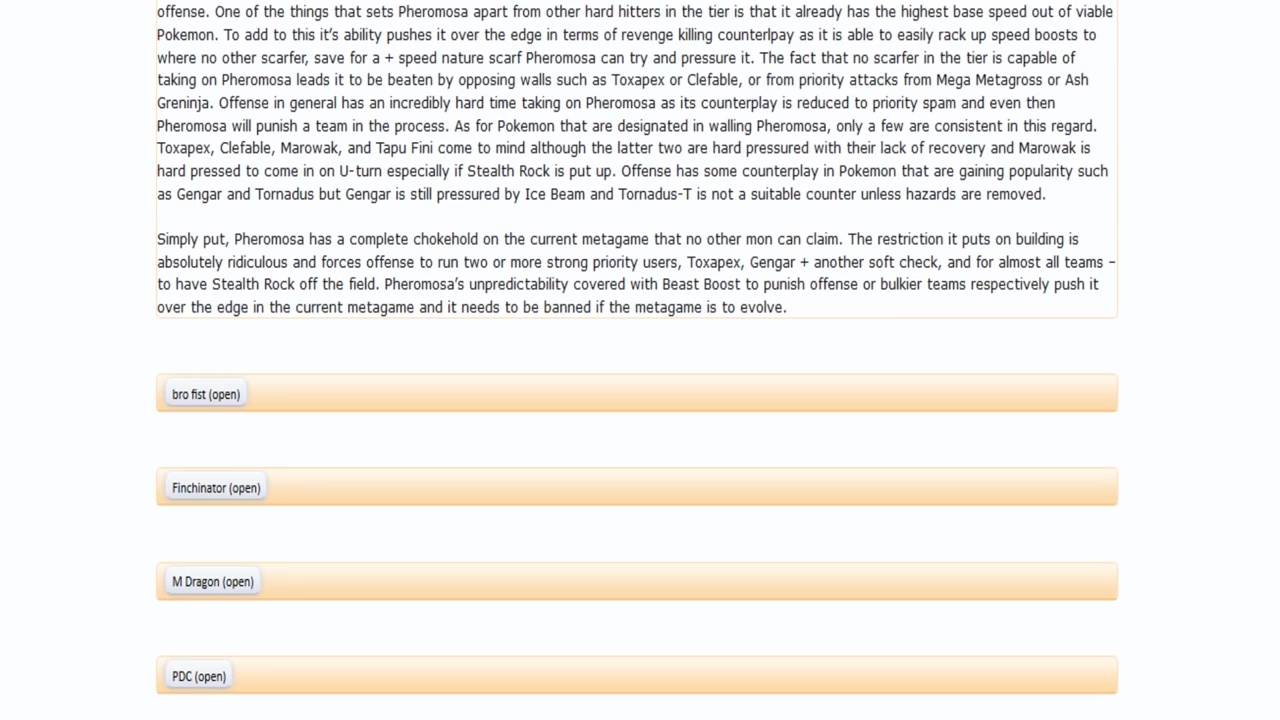 offense. One of the things that sets Pheromosa apart from other hard hitters in the tier is that it already has the highest base speed out of viable
Pokemon. To add to this it’s ability pushes it over the edge in terms of revenge killing counterlpay as it is able to easily rack up speed boosts to
where no other scarfer, save for a + speed nature scarf Pheromosa can try and pressure it. The fact that no scarfer in the tier is capable of
taking on Pheromosa leads it to be beaten by opposing walls such as Toxapex or Clefable, or from priority attacks from Mega Metagross or Ash
Greninja. Offense in general has an incredibly hard time taking on Pheromosa as its counterplay is reduced to priority spam and even then
Pheromosa will punish a team in the process. As for Pokemon that are designated in walling Pheromosa, only a few are consistent in this regard.
Toxapex, Clefable, Marowak, and Tapu Fini come to mind although the latter two are hard pressured with their lack of recovery and Marowak is
hard pressed to come in on U-turn especially if Stealth Rock is put up. Offense has some counterplay in Pokemon that are gaining popularity such
as Gengar and Tornadus but Gengar is still pressured by Ice Beam and Tornadus-T is not a suitable counter unless hazards are removed.
Simply put, Pheromosa has a complete chokehold on the current metagame that no other mon can claim. The restriction it puts on building is
absolutely ridiculous and forces offense to run two or more strong priority users, Toxapex, Gengar + another soft check, and for almost all teams –
to have Stealth Rock off the field. Pheromosa’s unpredictability covered with Beast Boost to punish offense or bulkier teams respectively push it
over the edge in the current metagame and it needs to be banned if the metagame is to evolve.
bro fist (open)
Finchinator (open)
M Dragon (open)
PDC (open)